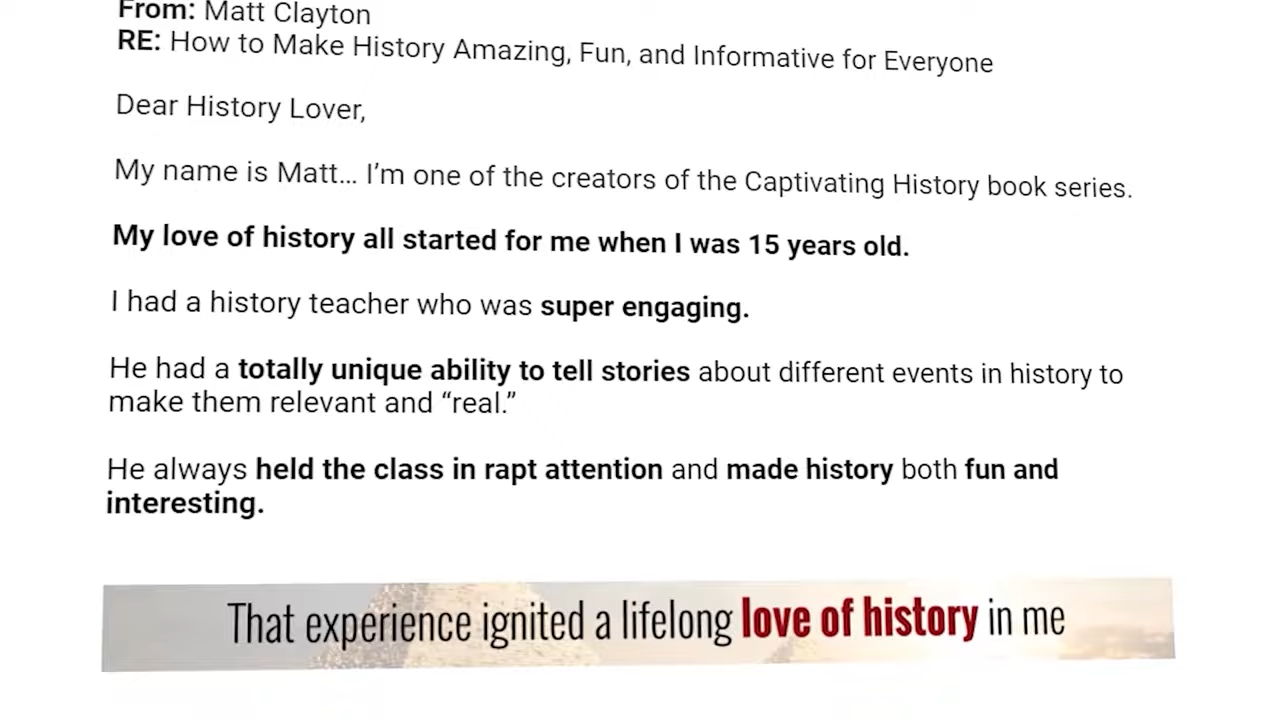 From: Matt Clayton
RE: How to Make History Amazing, Fun, and Informative for Everyone
Dear History Lover,
My name is Matt... I’m one of the creators of the Captivating History book series.
My love of history all started for me when I was 15 years old.
I had a history teacher who was super engaging.
He had a totally unique ability to tell stories about different events in history to
make them relevant and “real.”
He always held the class in rapt attention and made history both fun and
interesting.
That experience ignited a lifelong love of history in me